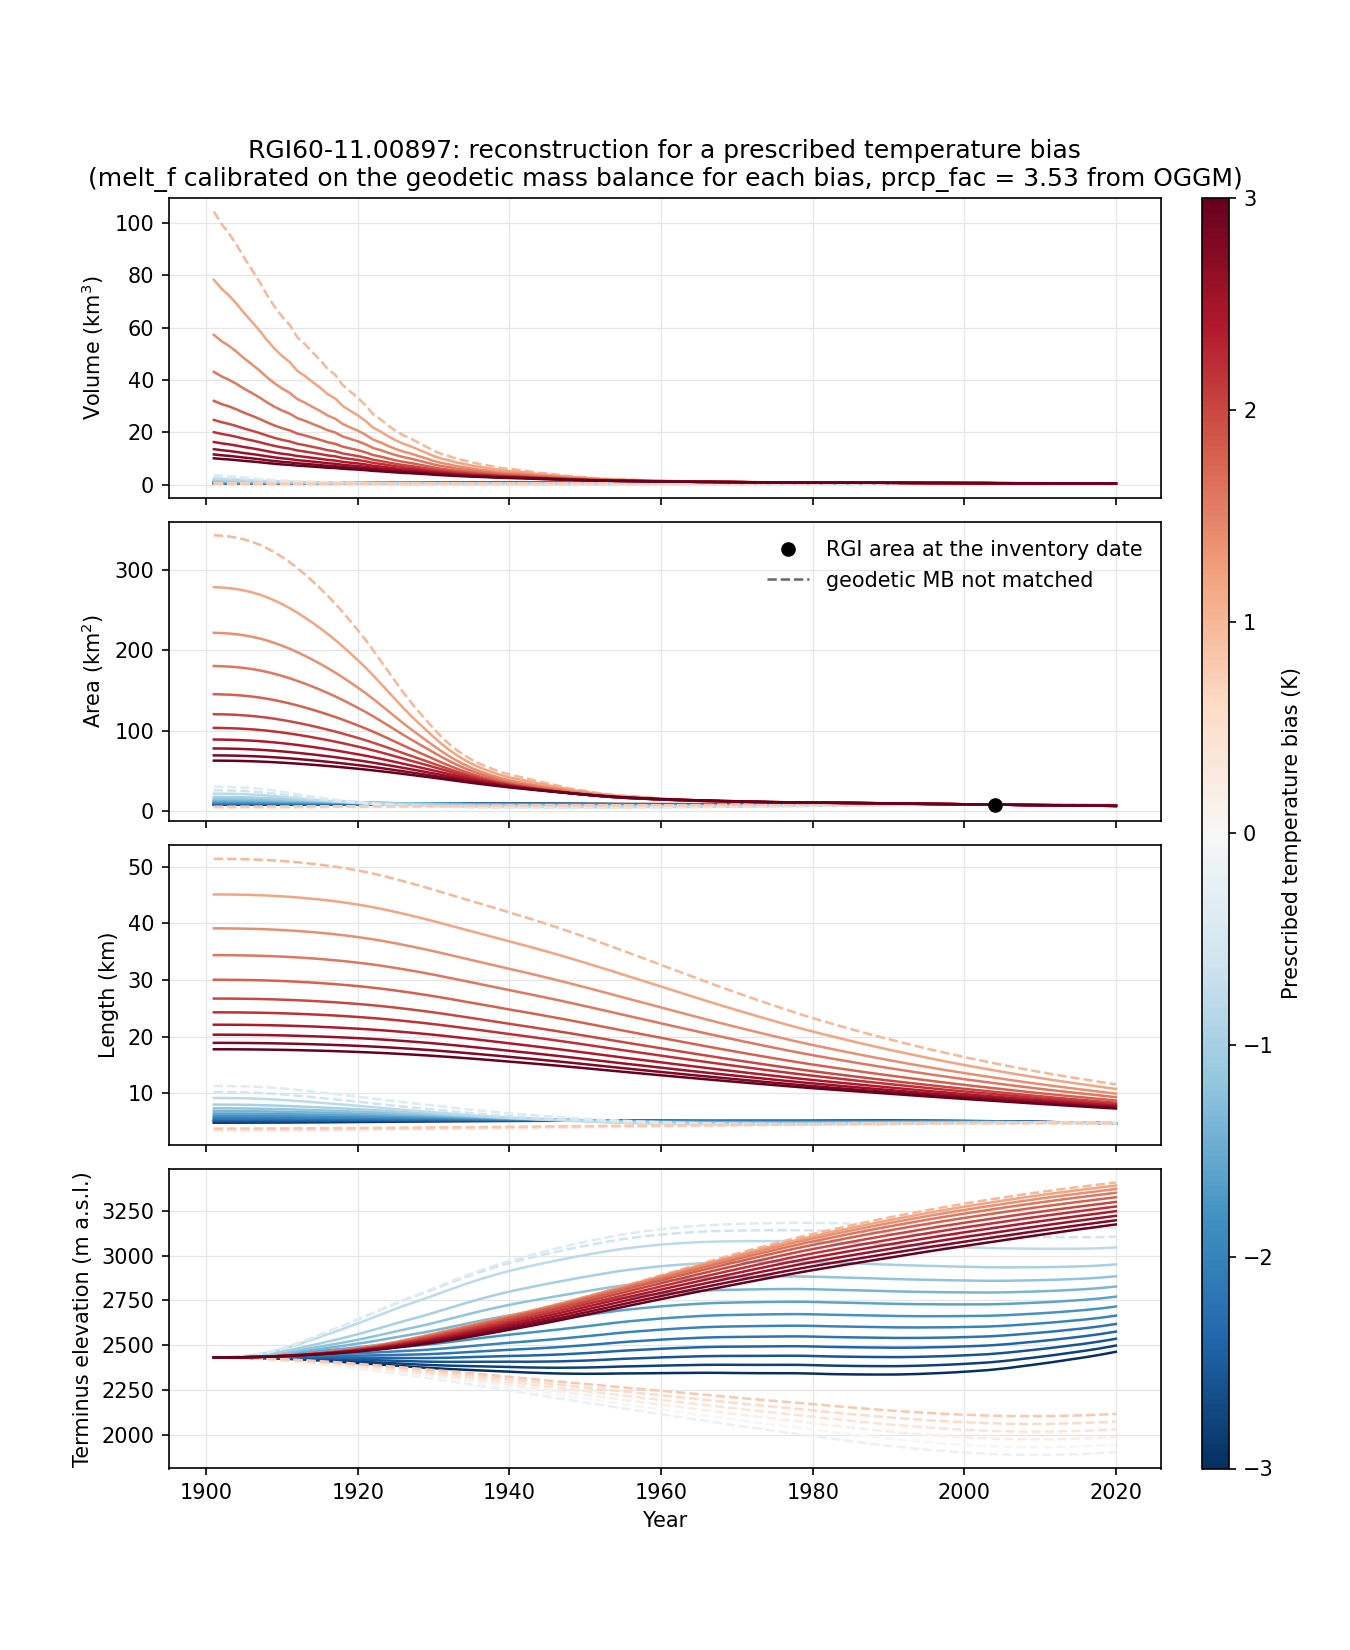 RGI60-11.00897: reconstruction for a prescribed temperature bias
(melt_f calibrated on the geodetic mass balance for each bias, prcp_fac = 3.53 from OGGM)
Volume (km³)
100
80
60
40
20
0
Area (km²)
300
200
100
0
RGI area at the inventory date
geodetic MB not matched
Length (km)
50
40
30
20
10
Terminus elevation (m a.s.l.)
3250
3000
2750
2500
2250
2000
1900 1920 1940 1960 1980 2000 2020
Year
3
2
1
0
−1
−2
−3
Prescribed temperature bias (K)